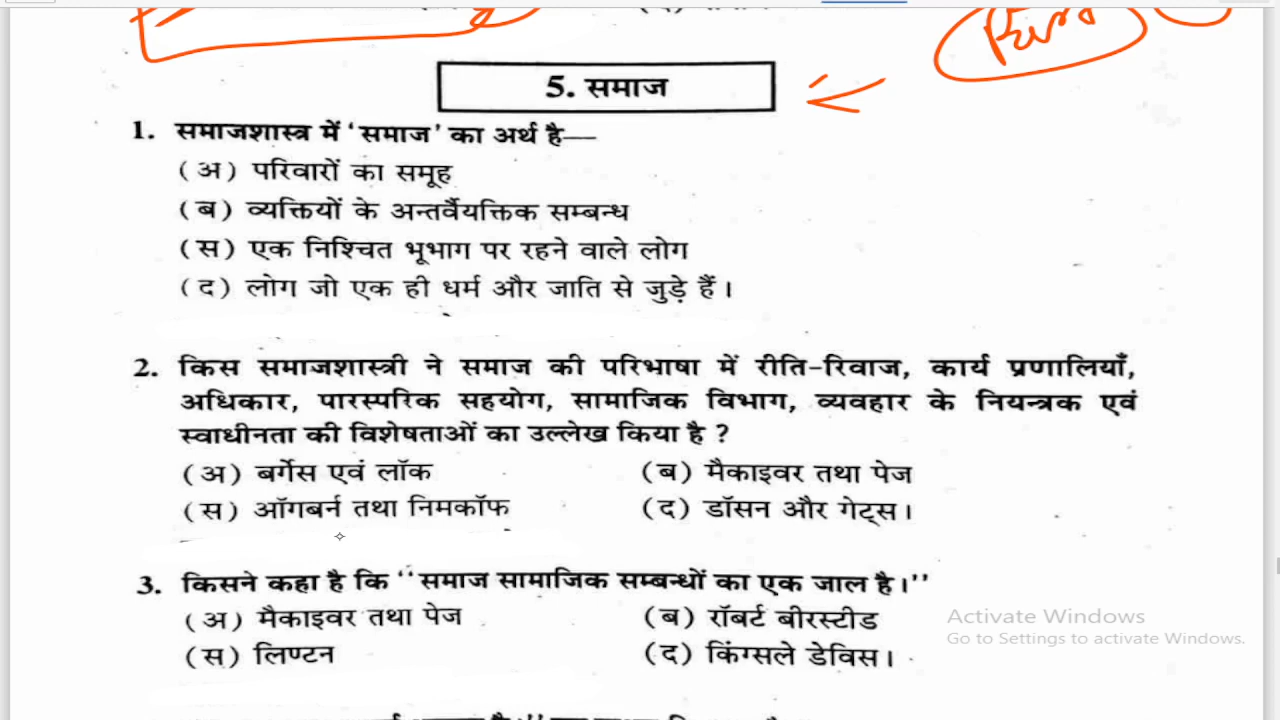 5. समाज
1. समाजशास्त्र में 'समाज' का अर्थ है—
(अ) परिवारों का समूह
(ब) व्यक्तियों के अन्तर्वैयक्तिक सम्बन्ध
(स) एक निश्चित भूभाग पर रहने वाले लोग
(द) लोग जो एक ही धर्म और जाति से जुड़े हैं।
2. किस समाजशास्त्री ने समाज की परिभाषा में रीति-रिवाज, कार्य प्रणालियाँ,
अधिकार, पारस्परिक सहयोग, सामाजिक विभाग, व्यवहार के नियन्त्रक एवं
स्वाधीनता की विशेषताओं का उल्लेख किया है ?
(अ) बर्गेस एवं लॉक (ब) मैकाइवर तथा पेज
(स) ऑगबर्न तथा निमकॉफ (द) डॉसन और गेट्स।
3. किसने कहा है कि "समाज सामाजिक सम्बन्धों का एक जाल है।"
(अ) मैकाइवर तथा पेज (ब) रॉबर्ट बीरस्टीड
(स) लिण्टन (द) किंग्सले डेविस।
Activate Windows
Go to Settings to activate Windows.